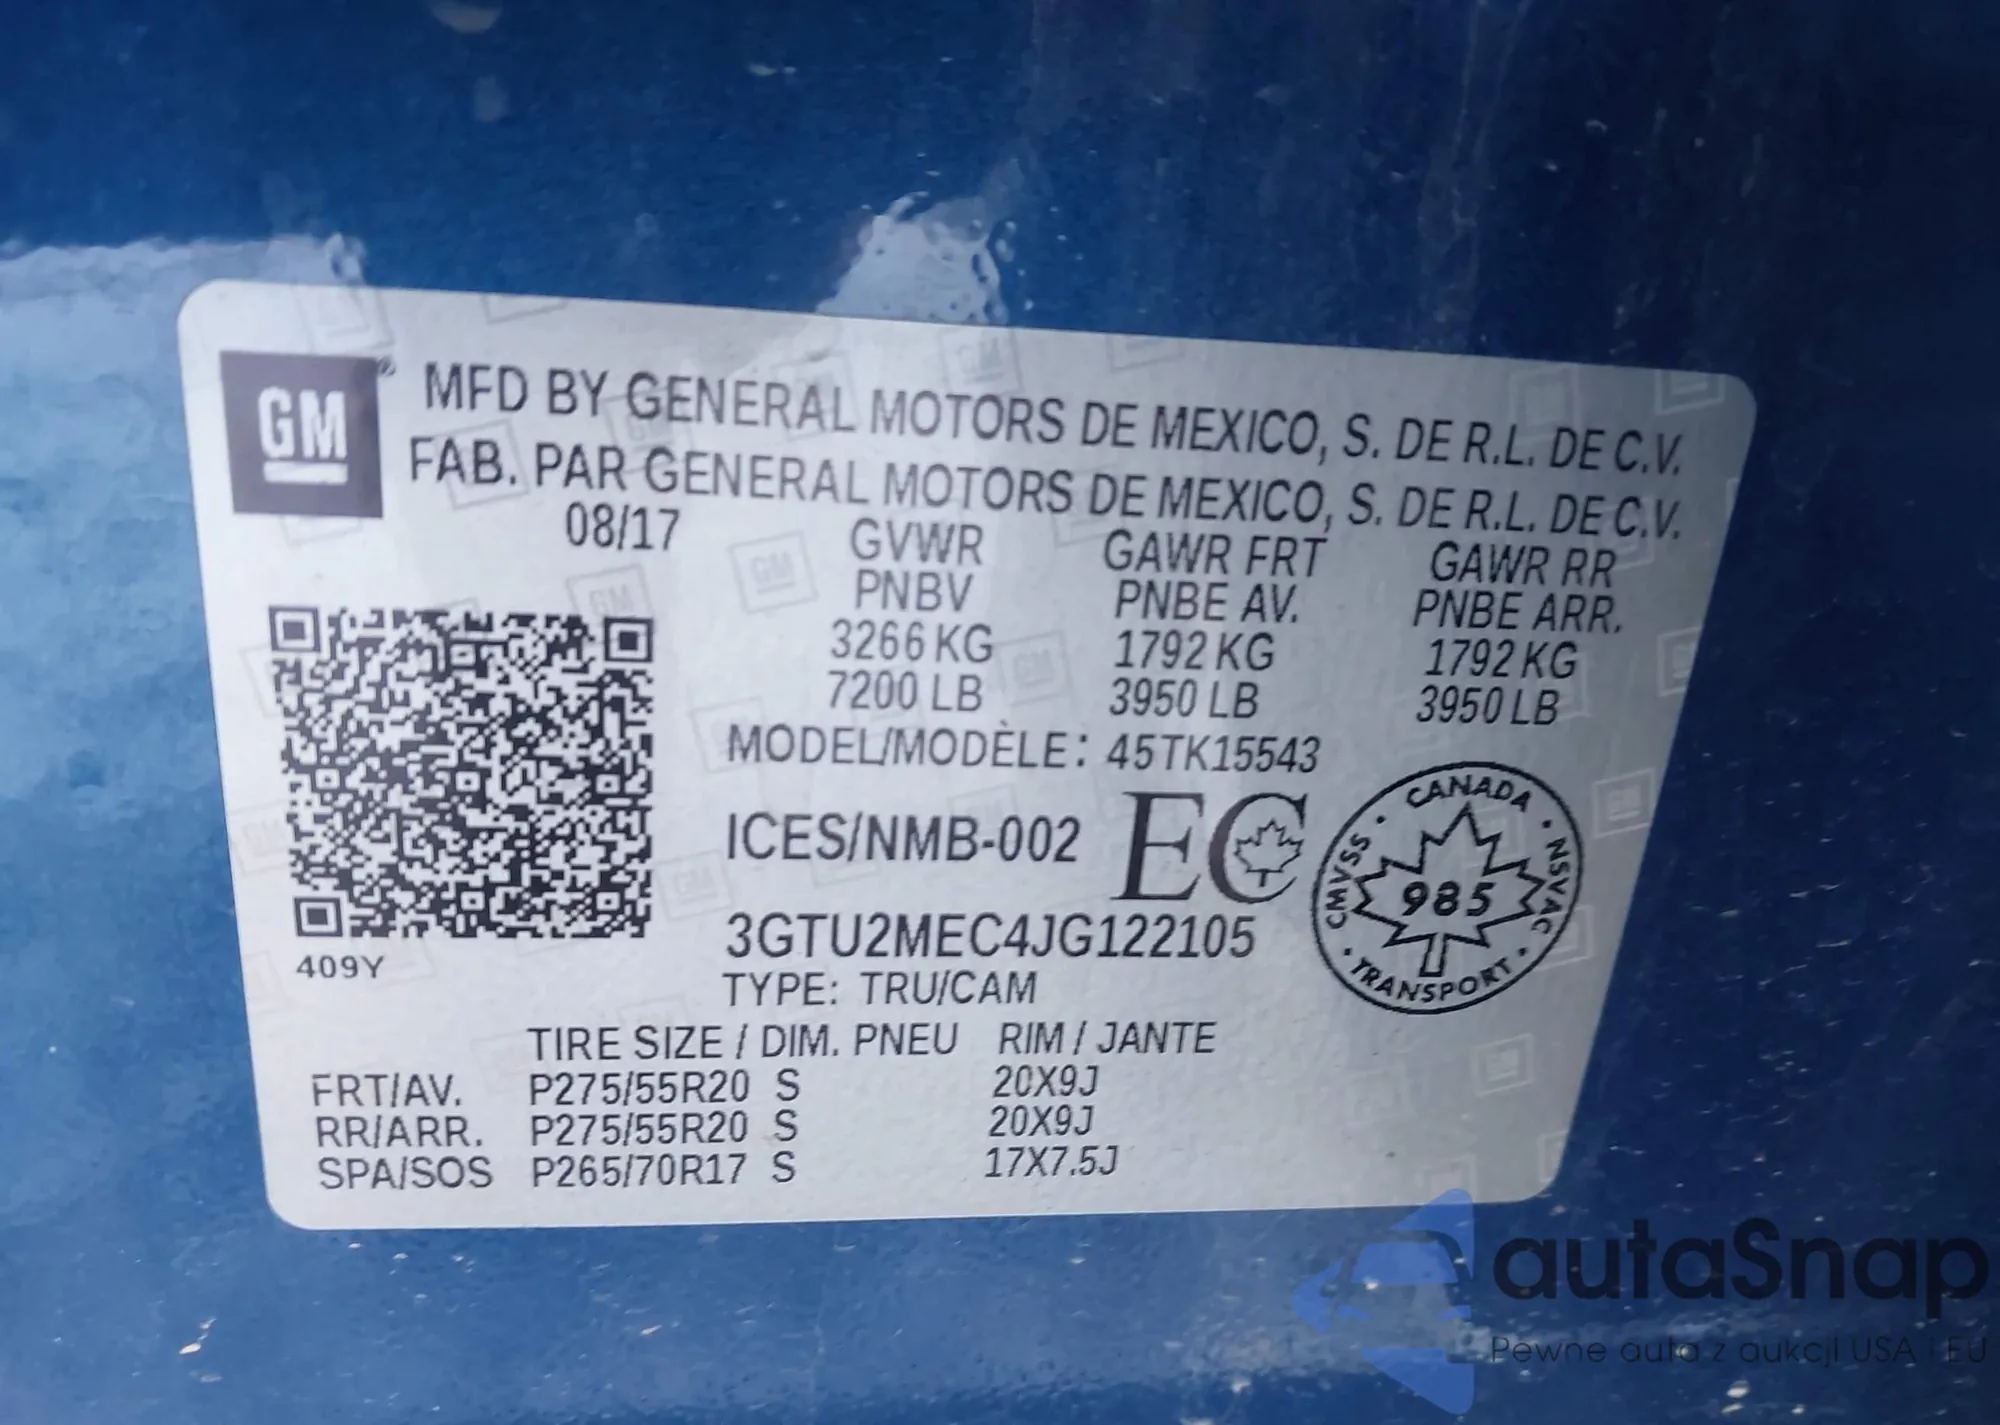 GM® MFD BY GENERAL MOTORS DE MEXICO, S. DE R.L. DE C.V.
FAB. PAR GENERAL MOTORS DE MEXICO, S. DE R.L. DE C.V.
08/17 GVWR GAWR FRT GAWR RR
PNBV PNBE AV. PNBE ARR.
3266 KG 1792 KG 1792 KG
7200 LB 3950 LB 3950 LB
MODEL/MODÈLE: 45TK15543
ICES/NMB-002 EC
CANADA
CMVSS · 985 · NSVAC
TRANSPORT
3GTU2MEC4JG122105
409Y
TYPE: TRU/CAM
TIRE SIZE / DIM. PNEU RIM / JANTE
FRT/AV. P275/55R20 S 20X9J
RR/ARR. P275/55R20 S 20X9J
SPA/SOS P265/70R17 S 17X7.5J
autaSnap
Pewne auta z aukcji USA i EU